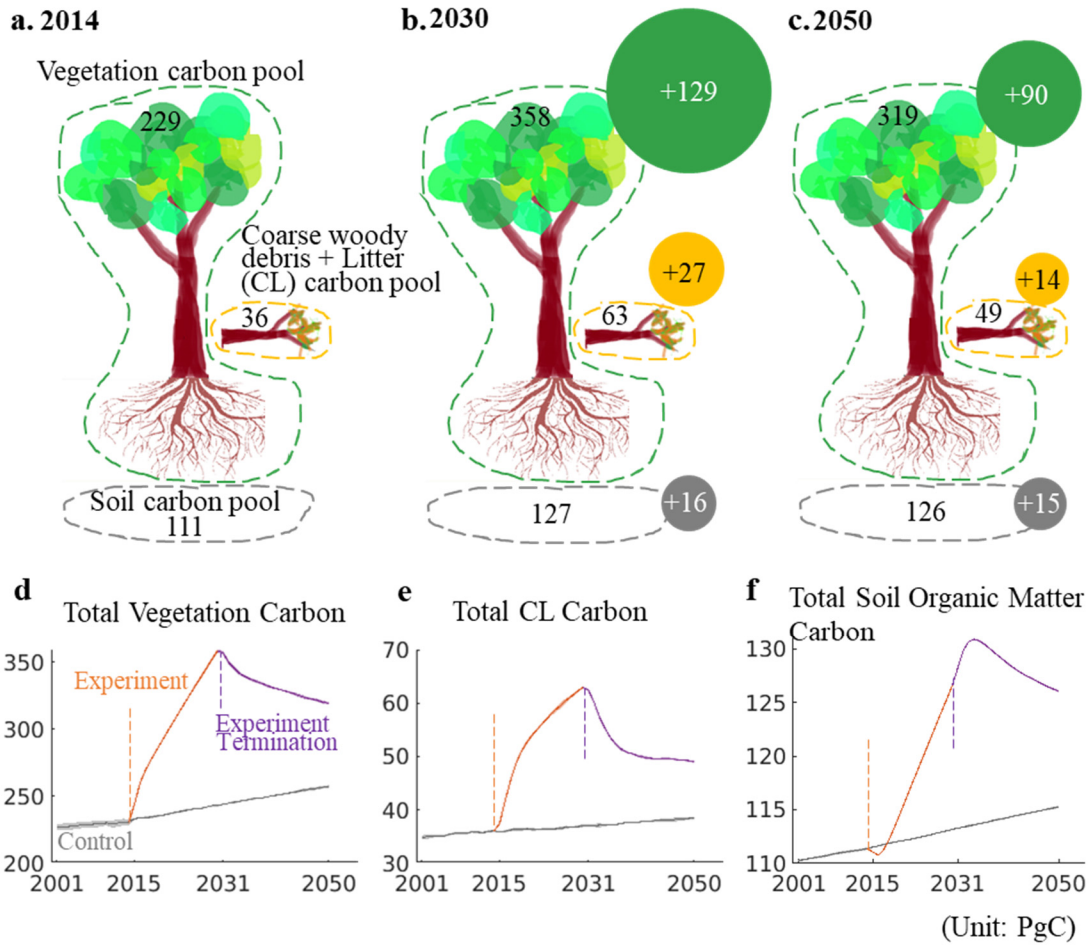 a. 2014
Vegetation carbon pool
229
Coarse woody
debris + Litter
(CL) carbon pool
36
Soil carbon pool
111
b. 2030
+129
358
+27
63
+16
127
c. 2050
+90
319
+14
49
+15
126
d
Total Vegetation Carbon
350
300
250
200
Experiment
Experiment
Termination
Control
2001
2015
2031
2050
e
Total CL Carbon
70
60
50
40
30
2001
2015
2031
2050
f
Total Soil Organic Matter
Carbon
130
125
120
115
110
2001
2015
2031
2050
(Unit: PgC)